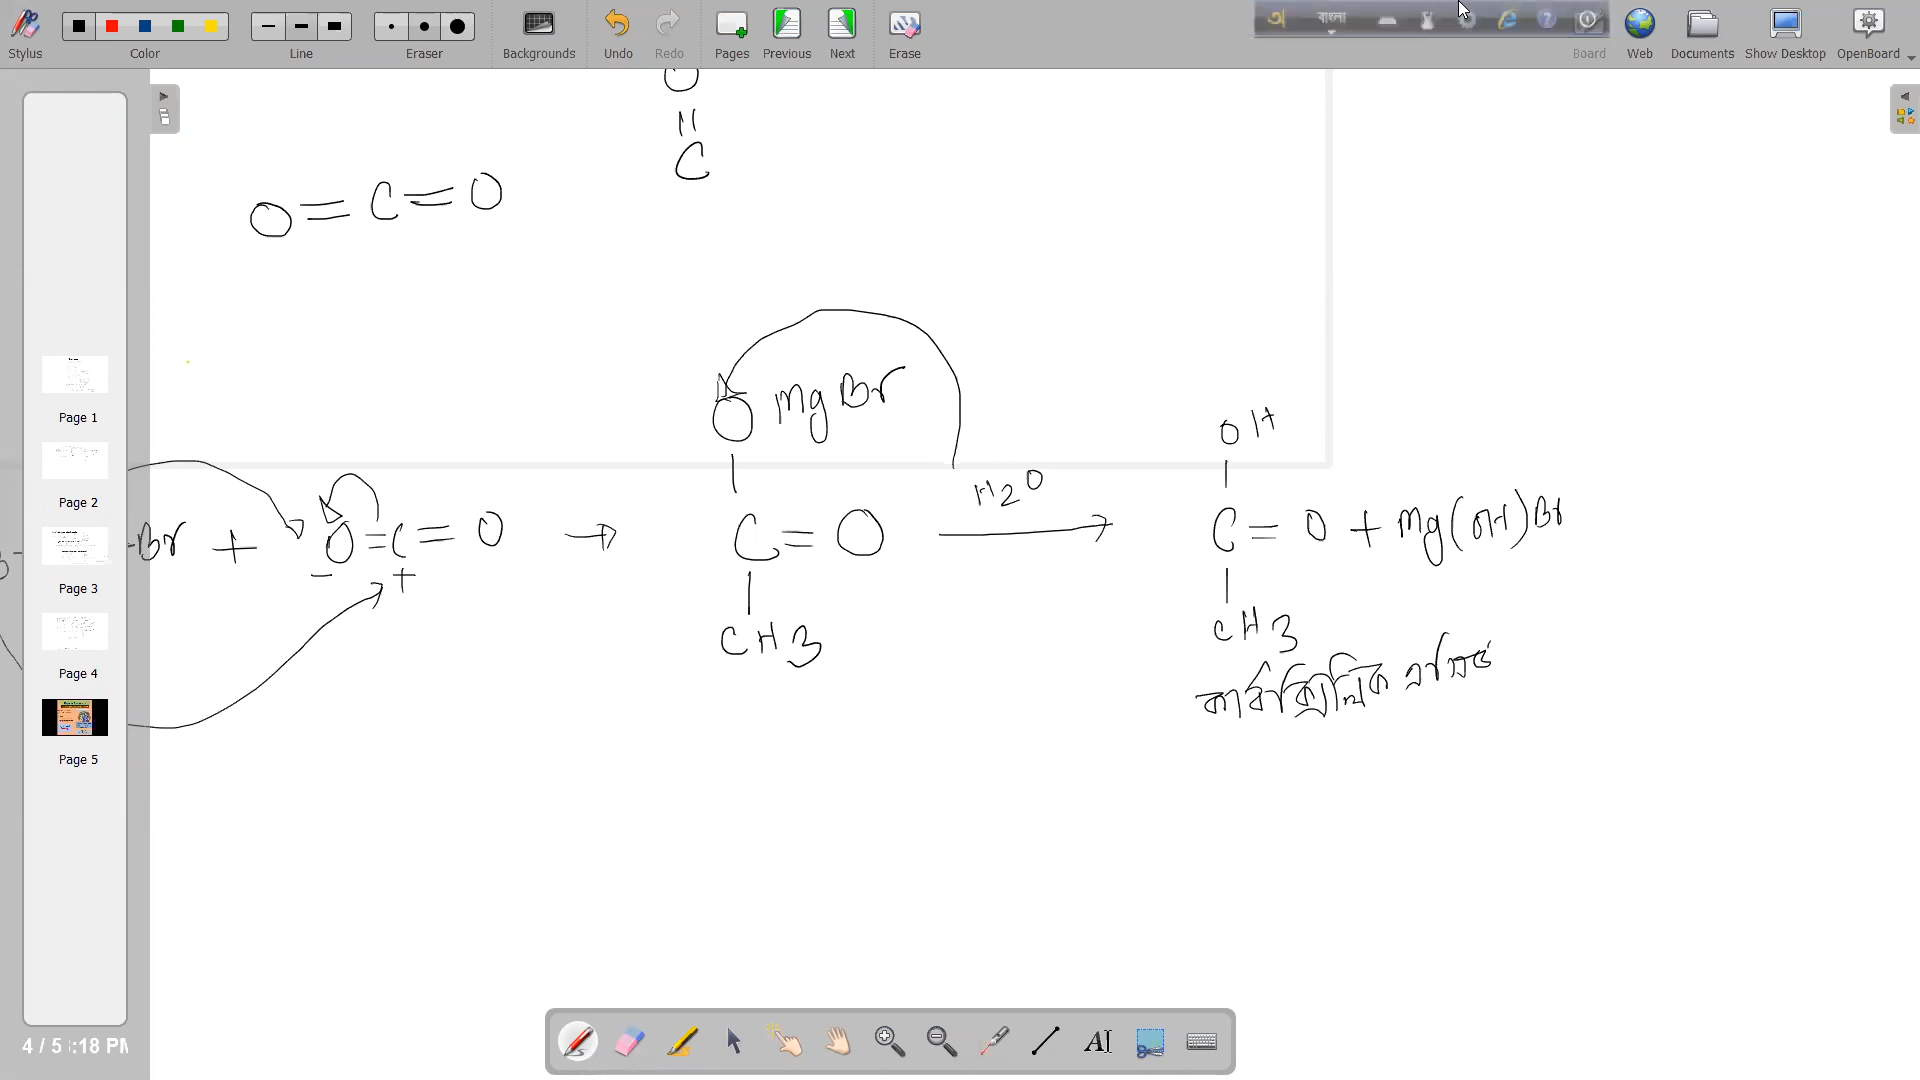 Stylus Color Line Eraser Backgrounds Undo Redo Pages Previous Next Erase বাংলা Board Web Documents Show Desktop OpenBoard
O
||
C
O = C = O
O MgBr
OH
H2O
Br + O = C = O → C = O → C = O + Mg(OH)Br
- +
CH3
CH3
কার্বক্সিলিক এসিড
Page 1
Page 2
Page 3
Page 4
Page 5
4 / 5